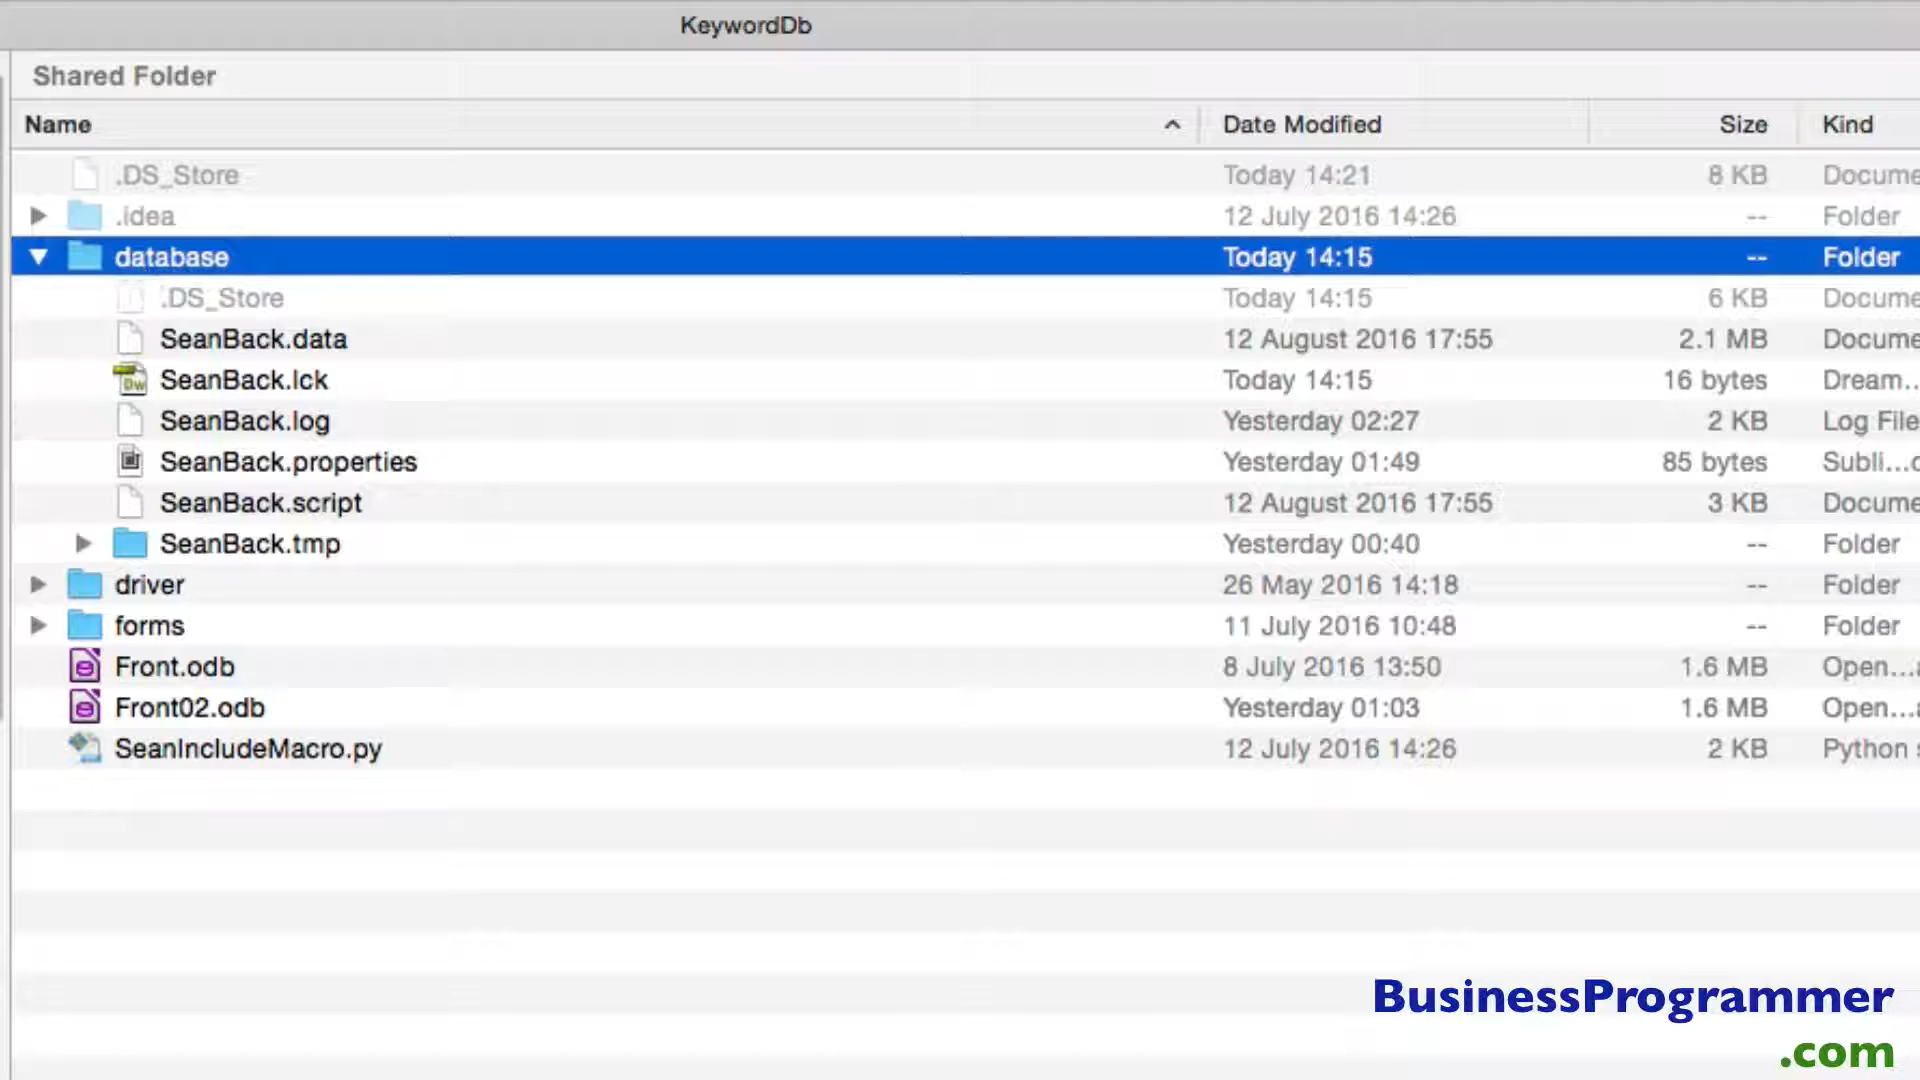 KeywordDb
Shared Folder
Name Date Modified Size Kind
.DS_Store Today 14:21 8 KB Docume
.idea 12 July 2016 14:26 -- Folder
database Today 14:15 -- Folder
.DS_Store Today 14:15 6 KB Docume
SeanBack.data 12 August 2016 17:55 2.1 MB Docume
SeanBack.lck Today 14:15 16 bytes Dream...
SeanBack.log Yesterday 02:27 2 KB Log File
SeanBack.properties Yesterday 01:49 85 bytes Subli...c
SeanBack.script 12 August 2016 17:55 3 KB Docume
SeanBack.tmp Yesterday 00:40 -- Folder
driver 26 May 2016 14:18 -- Folder
forms 11 July 2016 10:48 -- Folder
Front.odb 8 July 2016 13:50 1.6 MB Open...a
Front02.odb Yesterday 01:03 1.6 MB Open...a
SeanIncludeMacro.py 12 July 2016 14:26 2 KB Python s
BusinessProgrammer
.com